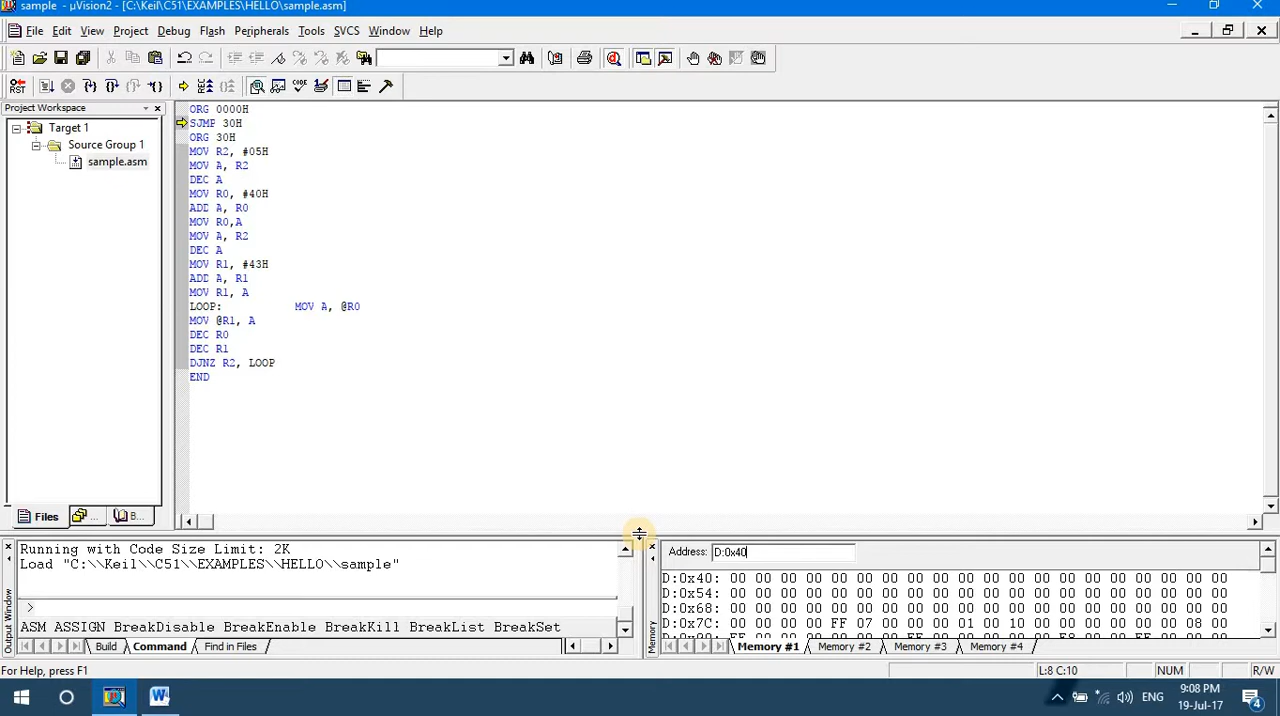 sample - µVision2 - [C:\Keil\C51\EXAMPLES\HELLO\sample.asm]
File Edit View Project Debug Flash Peripherals Tools SVCS Window Help
Project Workspace
Target 1
Source Group 1
sample.asm
Files
B...
ORG 0000H
SJMP 30H
ORG 30H
MOV R2, #05H
MOV A, R2
DEC A
MOV R0, #40H
ADD A, R0
MOV R0,A
MOV A, R2
DEC A
MOV R1, #43H
ADD A, R1
MOV R1, A
LOOP: MOV A, @R0
MOV @R1, A
DEC R0
DEC R1
DJNZ R2, LOOP
END
Output Window
Running with Code Size Limit: 2K
Load "C:\\Keil\\C51\\EXAMPLES\\HELLO\\sample"
>
ASM ASSIGN BreakDisable BreakEnable BreakKill BreakList BreakSet
Build Command Find in Files
Memory
Address: D:0x40
D:0x40: 00 00 00 00 00 00 00 00 00 00 00 00 00 00 00 00 00 00 00 00
D:0x54: 00 00 00 00 00 00 00 00 00 00 00 00 00 00 00 00 00 00 00 00
D:0x68: 00 00 00 00 00 00 00 00 00 00 00 00 00 00 00 00 00 00 00 00
D:0x7C: 00 00 00 00 FF 07 00 00 00 01 00 10 00 00 00 00 00 00 08 00
Memory #1 Memory #2 Memory #3 Memory #4
For Help, press F1
L:8 C:10
NUM
R/W
ENG
9:08 PM
19-Jul-17
4